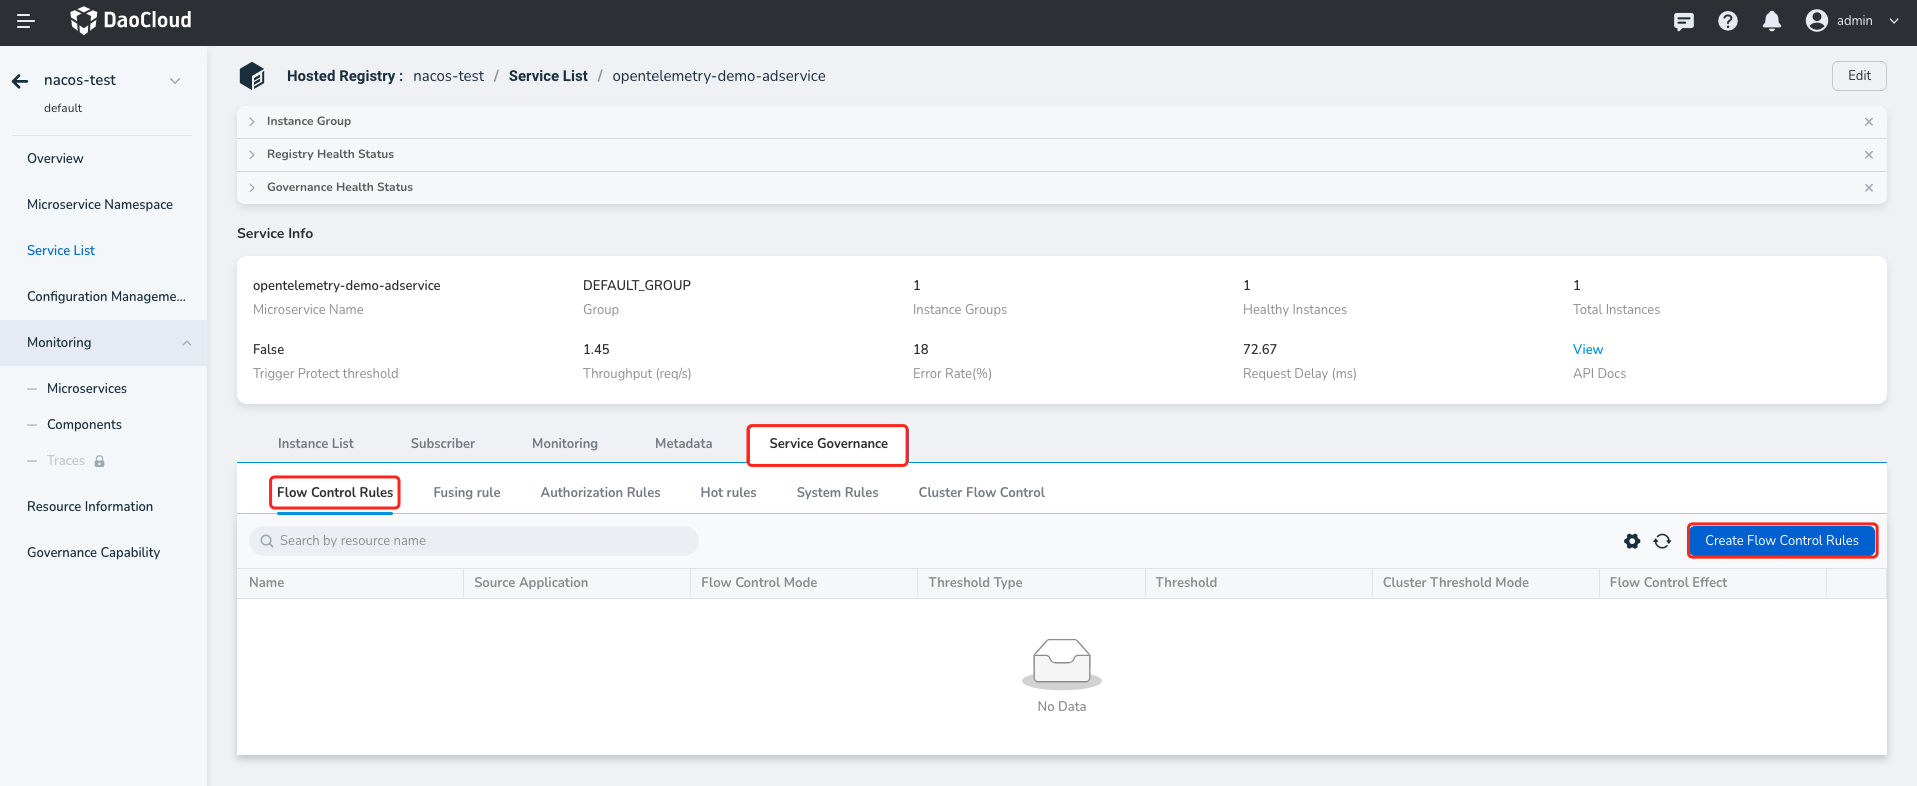 DaoCloud
admin
nacos-test
default
Overview
Microservice Namespace
Service List
Configuration Manageme...
Monitoring
Microservices
Components
Traces
Resource Information
Governance Capability
Hosted Registry : nacos-test / Service List / opentelemetry-demo-adservice
Edit
Instance Group
Registry Health Status
Governance Health Status
Service Info
opentelemetry-demo-adservice DEFAULT_GROUP 1 1 1
Microservice Name Group Instance Groups Healthy Instances Total Instances
False 1.45 18 72.67 View
Trigger Protect threshold Throughput (req/s) Error Rate(%) Request Delay (ms) API Docs
Instance List Subscriber Monitoring Metadata Service Governance
Flow Control Rules Fusing rule Authorization Rules Hot rules System Rules Cluster Flow Control
Search by resource name Create Flow Control Rules
Name Source Application Flow Control Mode Threshold Type Threshold Cluster Threshold Mode Flow Control Effect
No Data